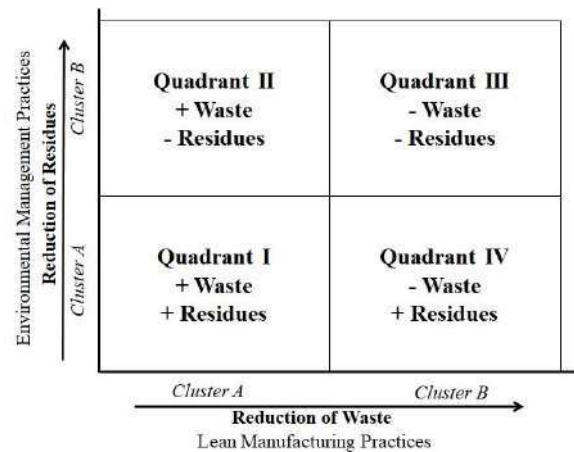 Environmental Management Practices
Reduction of Residues
Cluster B
Cluster A
Quadrant II
+ Waste
- Residues
Quadrant III
- Waste
- Residues
Quadrant I
+ Waste
+ Residues
Quadrant IV
- Waste
+ Residues
Cluster A
Cluster B
Reduction of Waste
Lean Manufacturing Practices